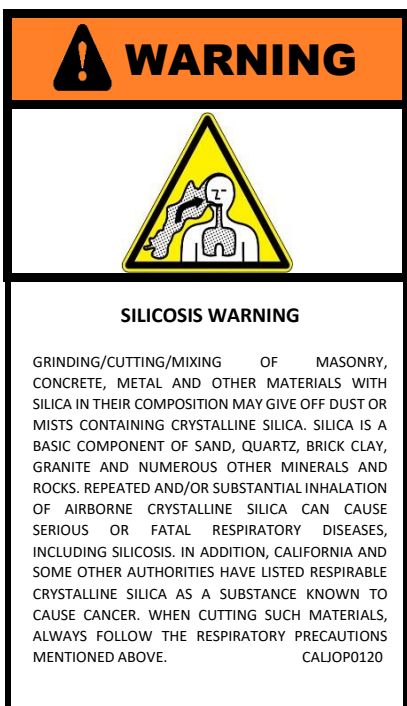 WARNING
SILICOSIS WARNING
GRINDING/CUTTING/MIXING OF MASONRY,
CONCRETE, METAL AND OTHER MATERIALS WITH
SILICA IN THEIR COMPOSITION MAY GIVE OFF DUST OR
MISTS CONTAINING CRYSTALLINE SILICA. SILICA IS A
BASIC COMPONENT OF SAND, QUARTZ, BRICK CLAY,
GRANITE AND NUMEROUS OTHER MINERALS AND
ROCKS. REPEATED AND/OR SUBSTANTIAL INHALATION
OF AIRBORNE CRYSTALLINE SILICA CAN CAUSE
SERIOUS OR FATAL RESPIRATORY DISEASES,
INCLUDING SILICOSIS. IN ADDITION, CALIFORNIA AND
SOME OTHER AUTHORITIES HAVE LISTED RESPIRABLE
CRYSTALLINE SILICA AS A SUBSTANCE KNOWN TO
CAUSE CANCER. WHEN CUTTING SUCH MATERIALS,
ALWAYS FOLLOW THE RESPIRATORY PRECAUTIONS
MENTIONED ABOVE. CALJOP0120